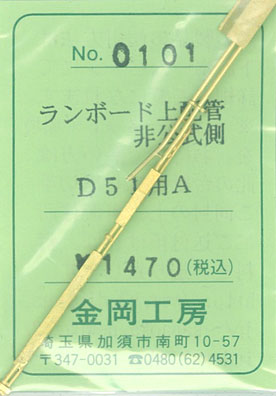 No. 0101
ランボード上配管
非公式側
D51用A
¥1470(税込)
金岡工房
埼玉県加須市南町10-57
〒347-0031 ☎0480(62)4531